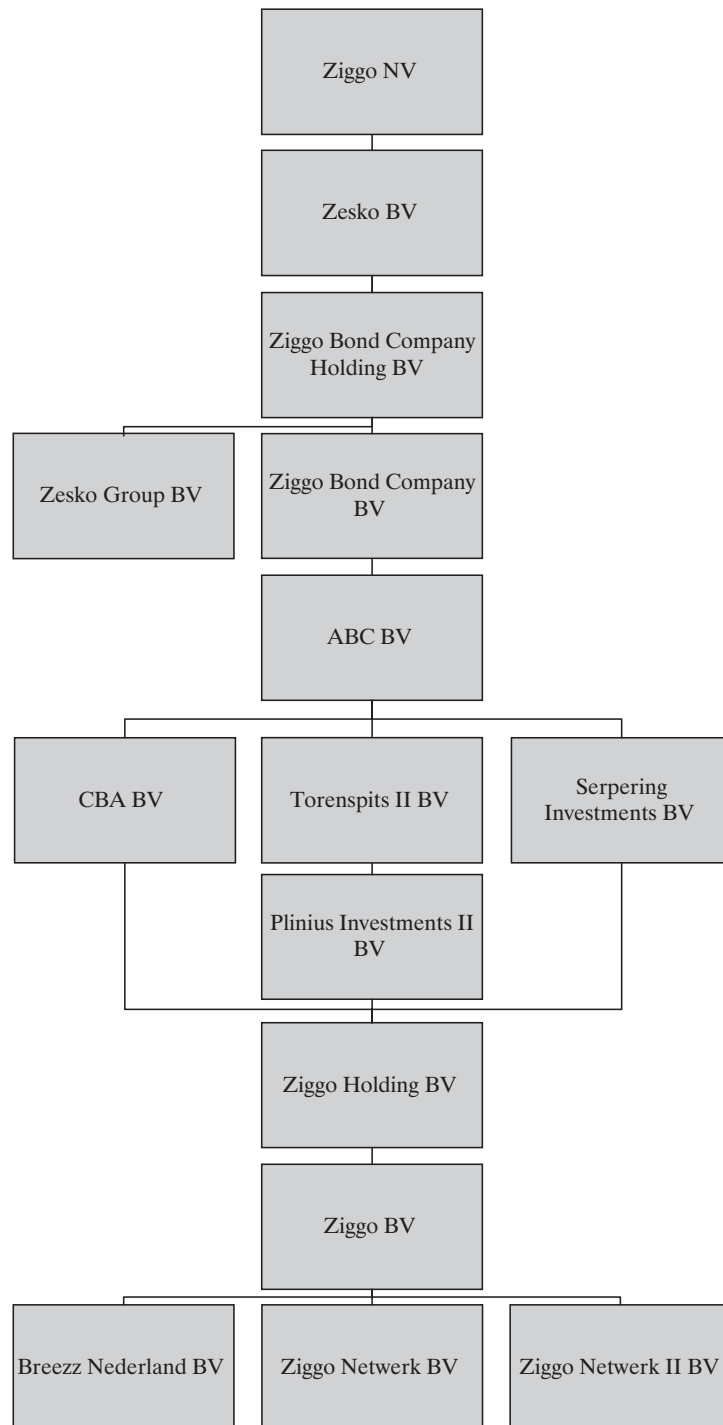 Ziggo NV
Zesko BV
Ziggo Bond Company
Holding BV
Zesko Group BV
Ziggo Bond Company
BV
ABC BV
CBA BV
Torenspits II BV
Serpering
Investments BV
Plinius Investments II
BV
Ziggo Holding BV
Ziggo BV
Breezz Nederland BV
Ziggo Netwerk BV
Ziggo Netwerk II BV